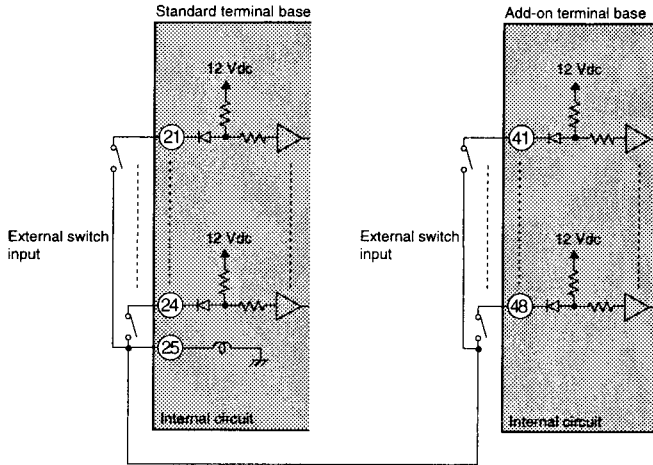 Standard terminal base
Add-on terminal base
12 Vdc
12 Vdc
21
41
External switch
input
External switch
input
12 Vdc
12 Vdc
24
48
25
Internal circuit
Internal circuit